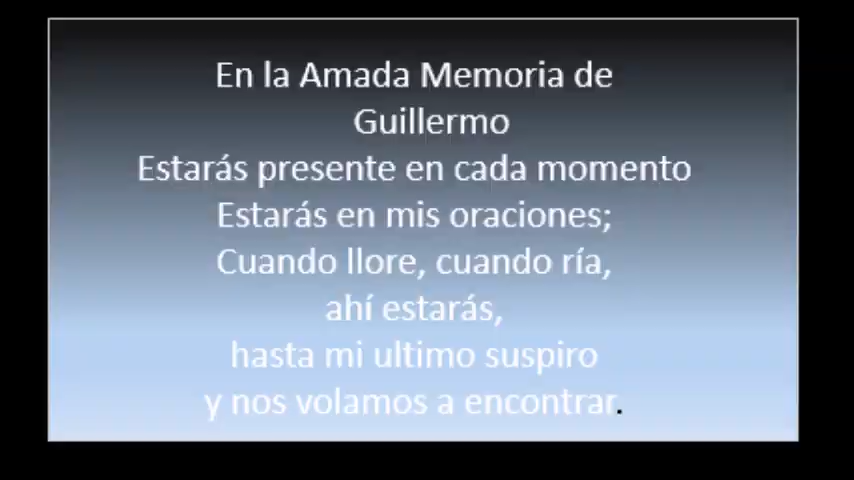 En la Amada Memoria de
Guillermo
Estarás presente en cada momento
Estarás en mis oraciones;
Cuando llore, cuando ría,
ahí estarás,
hasta mi ultimo suspiro
y nos volamos a encontrar.